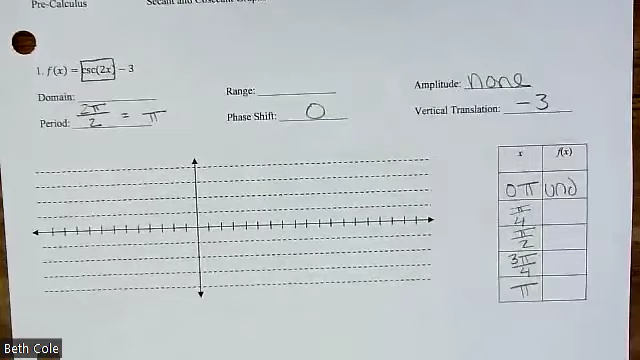 Pre-Calculus
Secant and Cosecant
1. f(x) = csc(2x) − 3
Domain:
Range:
Amplitude: none
Period: 2π/2 = π
Phase Shift: 0
Vertical Translation: −3
x f(x)
0π und
π/4
π/2
3π/4
π
Beth Cole